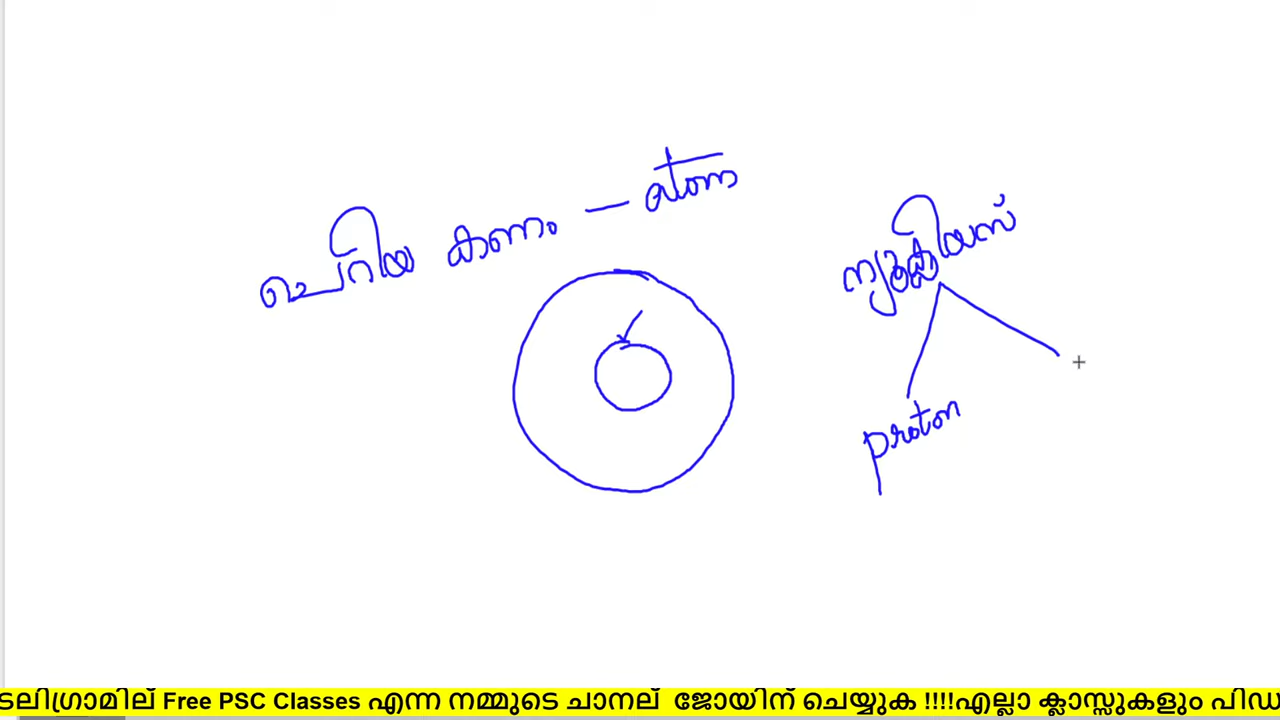 ചെറിയ കണം — atom
ന്യൂക്ലിയസ്
proton
ടലിഗ്രാമില് Free PSC Classes എന്ന നമ്മുടെ ചാനല് ജോയിന് ചെയ്യുക !!!!എല്ലാ ക്ലാസ്സുകളും പിഡ